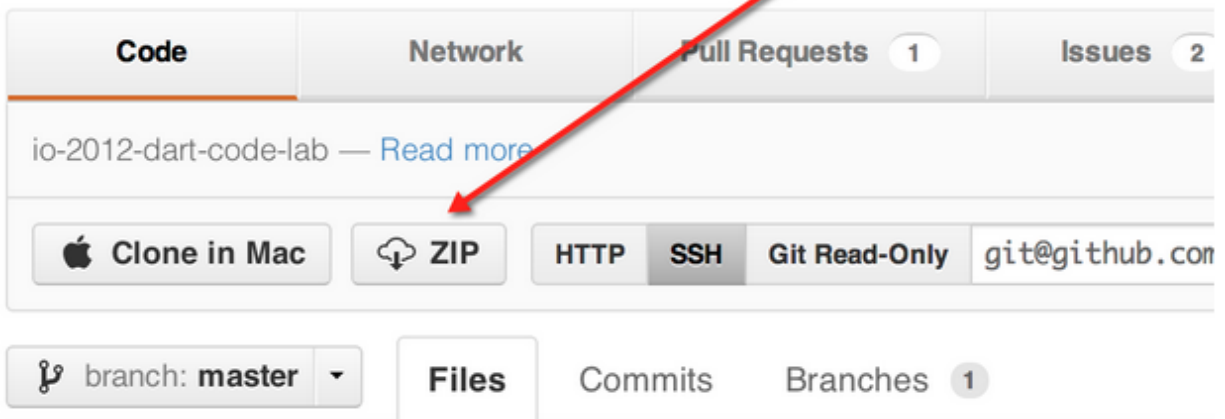 Code Network Pull Requests 1 Issues 2
io-2012-dart-code-lab — Read more
Clone in Mac ZIP HTTP SSH Git Read-Only git@github.com
branch: master Files Commits Branches 1